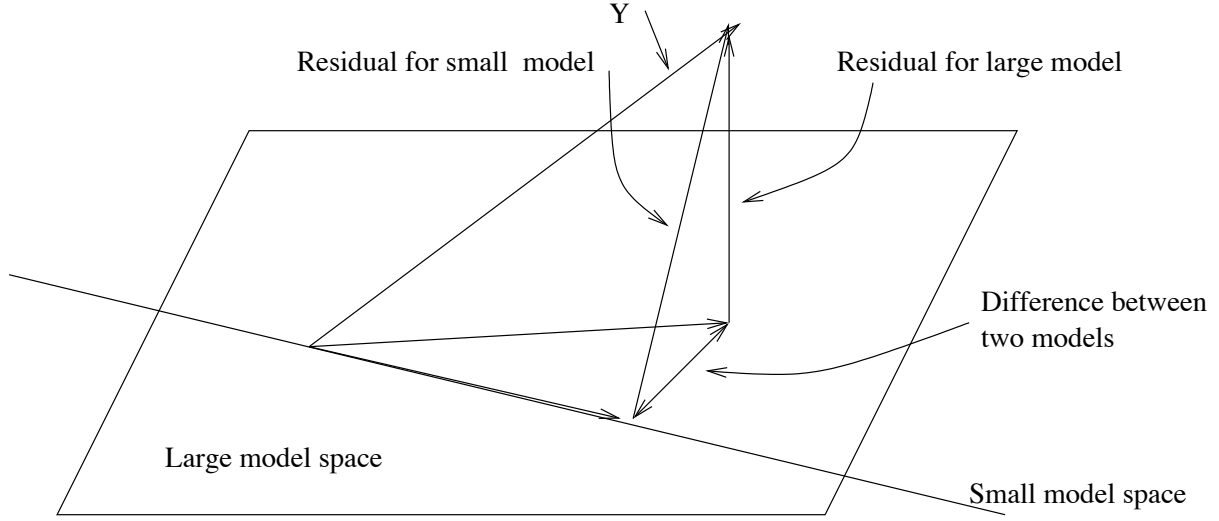 Y
Residual for small model
Residual for large model
Difference between
two models
Large model space
Small model space